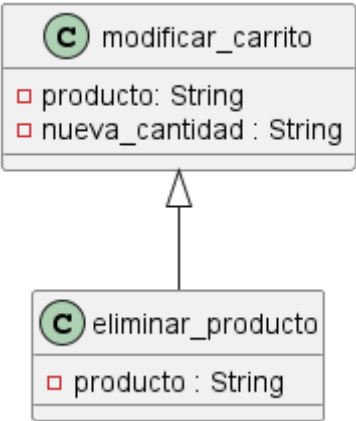 C modificar_carrito
producto: String
nueva_cantidad : String
C eliminar_producto
producto : String